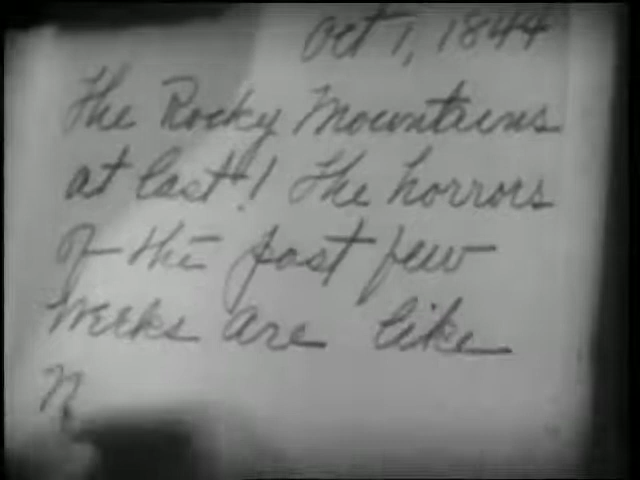 Oct 1, 1844
The Rocky Mountains
at last! The horrors
of the past few
weeks are like
n